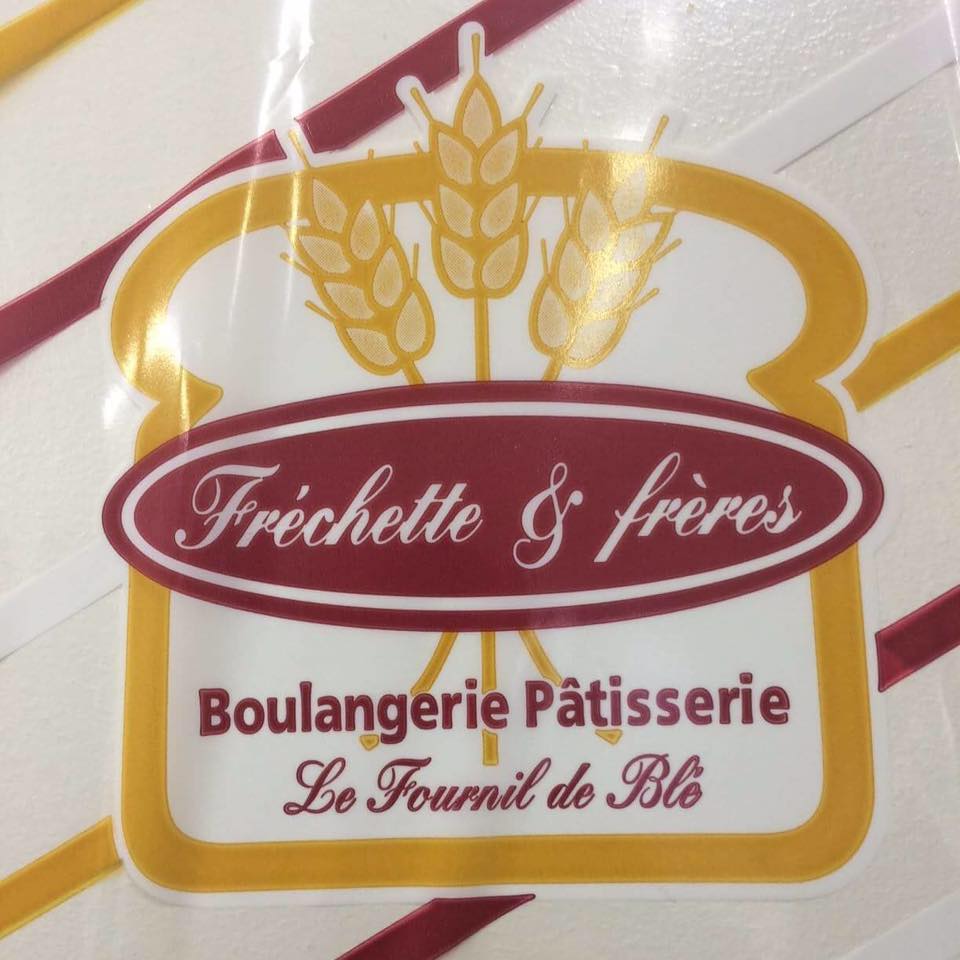 Fréchette & frères
Boulangerie Pâtisserie
Le Fournil de Blé